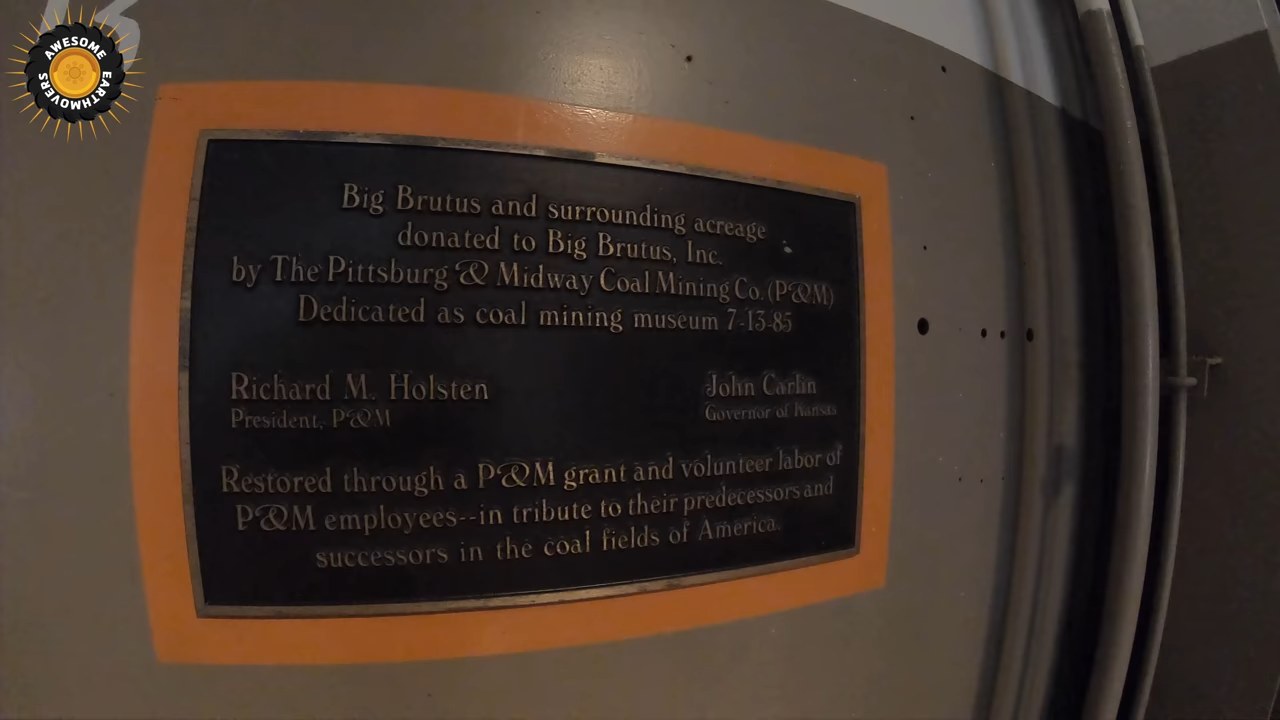 AWESOME
EARTHMOVERS
Big Brutus and surrounding acreage
donated to Big Brutus, Inc.
by The Pittsburg & Midway Coal Mining Co. (P&M)
Dedicated as coal mining museum 7-13-85
Richard M. Holsten
President, P&M
John Carlin
Governor of Kansas
Restored through a P&M grant and volunteer labor of
P&M employees--in tribute to their predecessors and
successors in the coal fields of America.